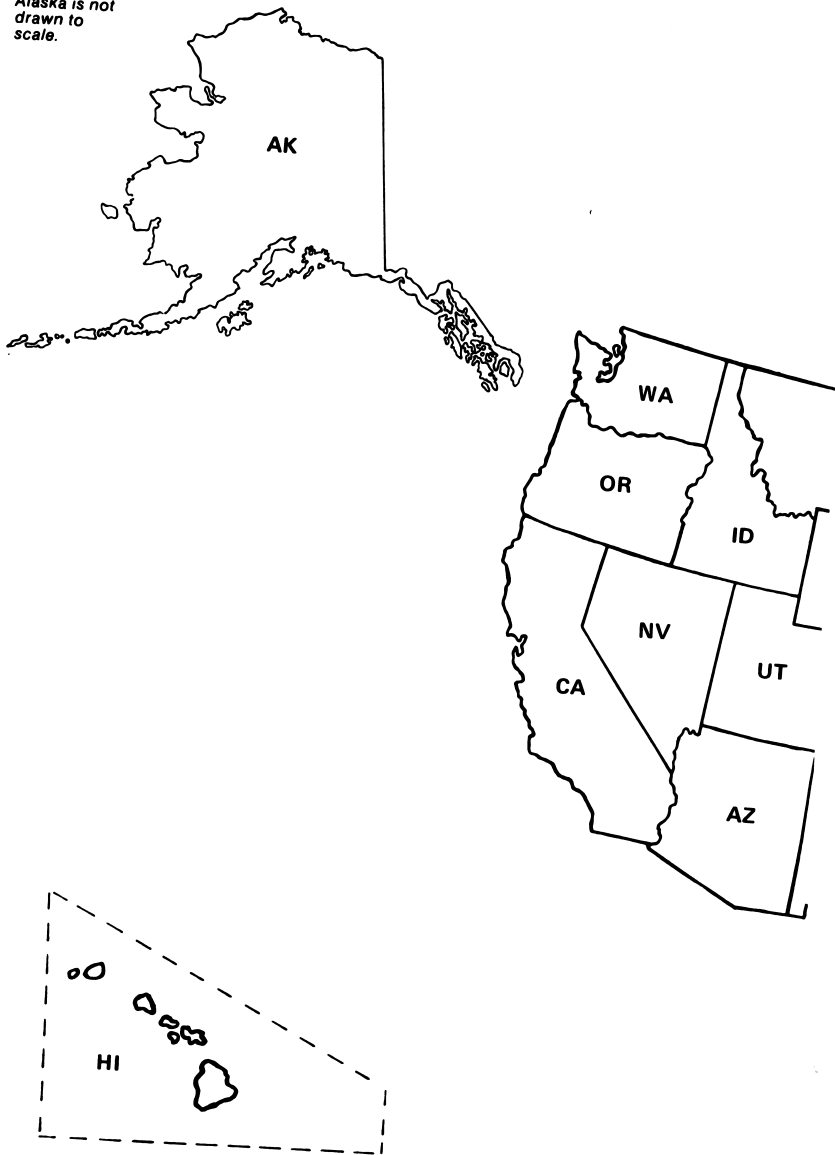 Alaska is not
drawn to
scale.
AK
WA
OR
ID
NV
UT
CA
AZ
HI